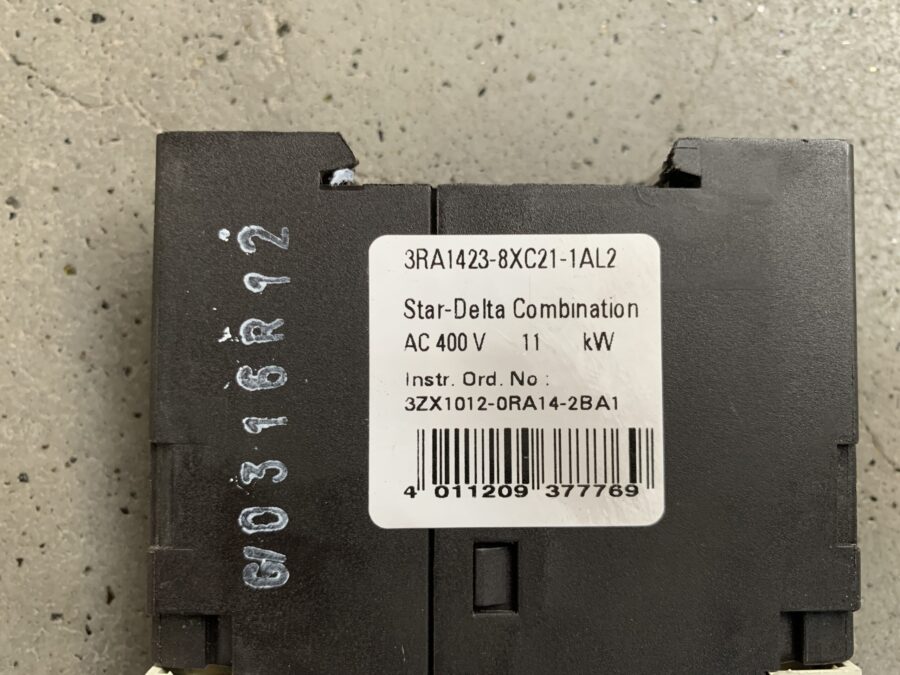 3RA1423-8XC21-1AL2
Star-Delta Combination
AC 400 V 11 kW
Instr. Ord. No :
3ZX1012-0RA14-2BA1
4 011209 377769
G/0316R12